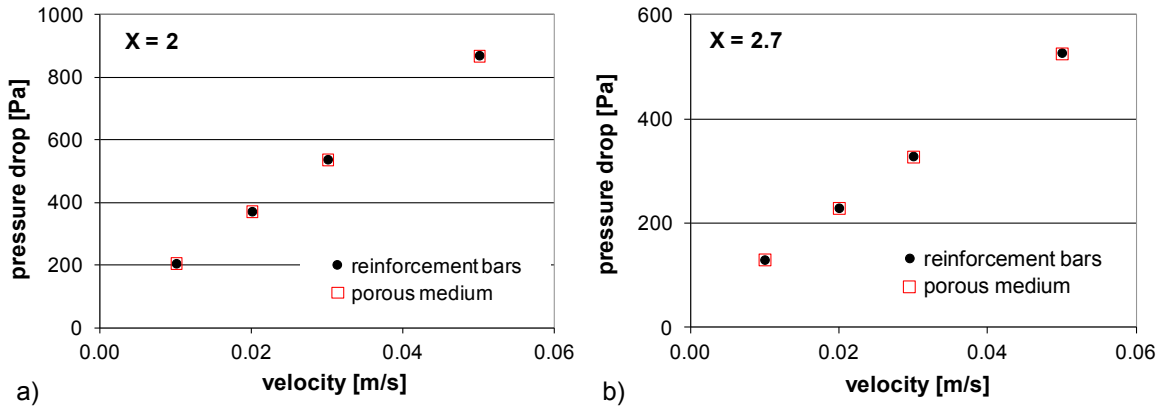 X = 2
pressure drop [Pa]
1000
800
600
400
200
0
0.00 0.02 0.04 0.06
velocity [m/s]
reinforcement bars
porous medium
a)
X = 2.7
pressure drop [Pa]
600
400
200
0
0.00 0.02 0.04 0.06
velocity [m/s]
reinforcement bars
porous medium
b)